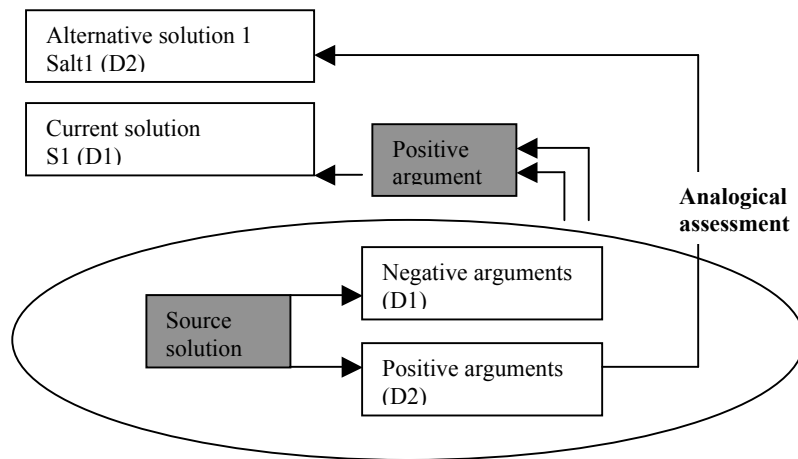 Alternative solution 1
Salt1 (D2)
Current solution
S1 (D1)
Positive
argument
Analogical
assessment
Negative arguments
(D1)
Source
solution
Positive arguments
(D2)